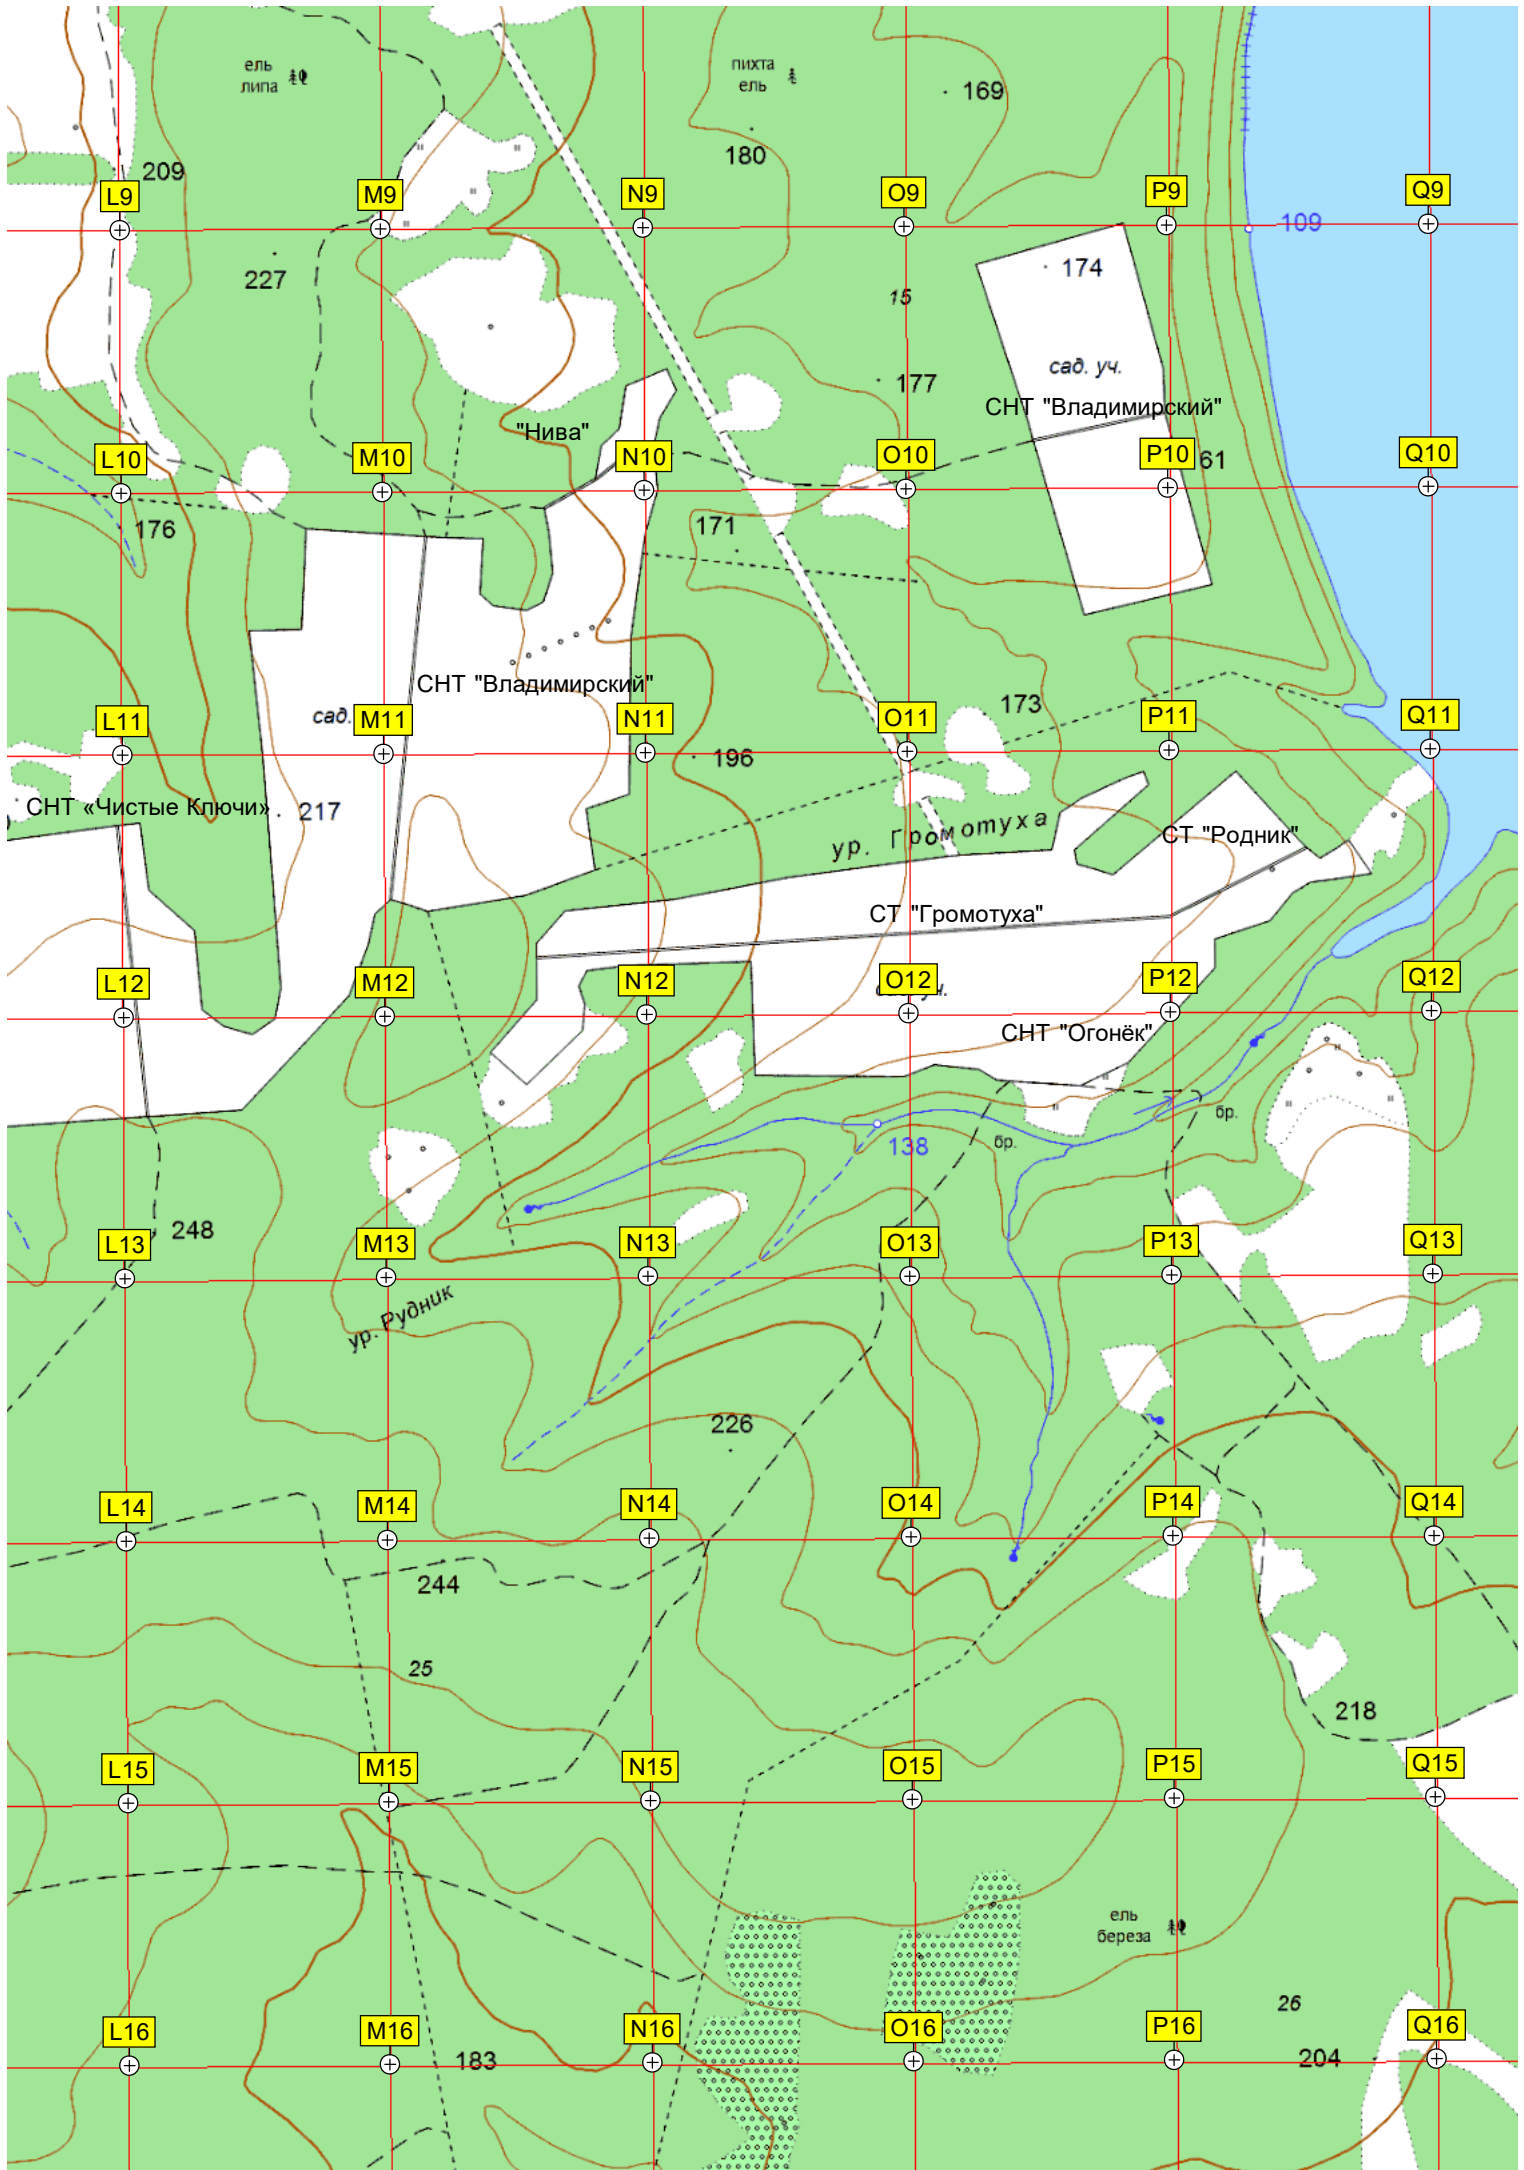 ель
липа
пихта
ель
169
180
209
L9
M9
N9
O9
P9
Q9
109
227
174
15
177
сад. уч.
СНТ "Владимирский"
"Нива"
L10
M10
N10
O10
P10
61
Q10
176
171
СНТ "Владимирский"
сад.
173
L11
M11
N11
O11
P11
Q11
196
СНТ «Чистые Ключи»
217
ур. Громотуха
СТ "Родник"
СТ "Громотуха"
L12
M12
N12
O12
уч.
P12
Q12
СНТ "Огонёк"
бр.
бр.
138
248
L13
M13
N13
O13
P13
Q13
ур. Рудник
226
L14
M14
N14
O14
P14
Q14
244
25
218
L15
M15
N15
O15
P15
Q15
ель
береза
26
L16
M16
N16
O16
P16
Q16
183
204